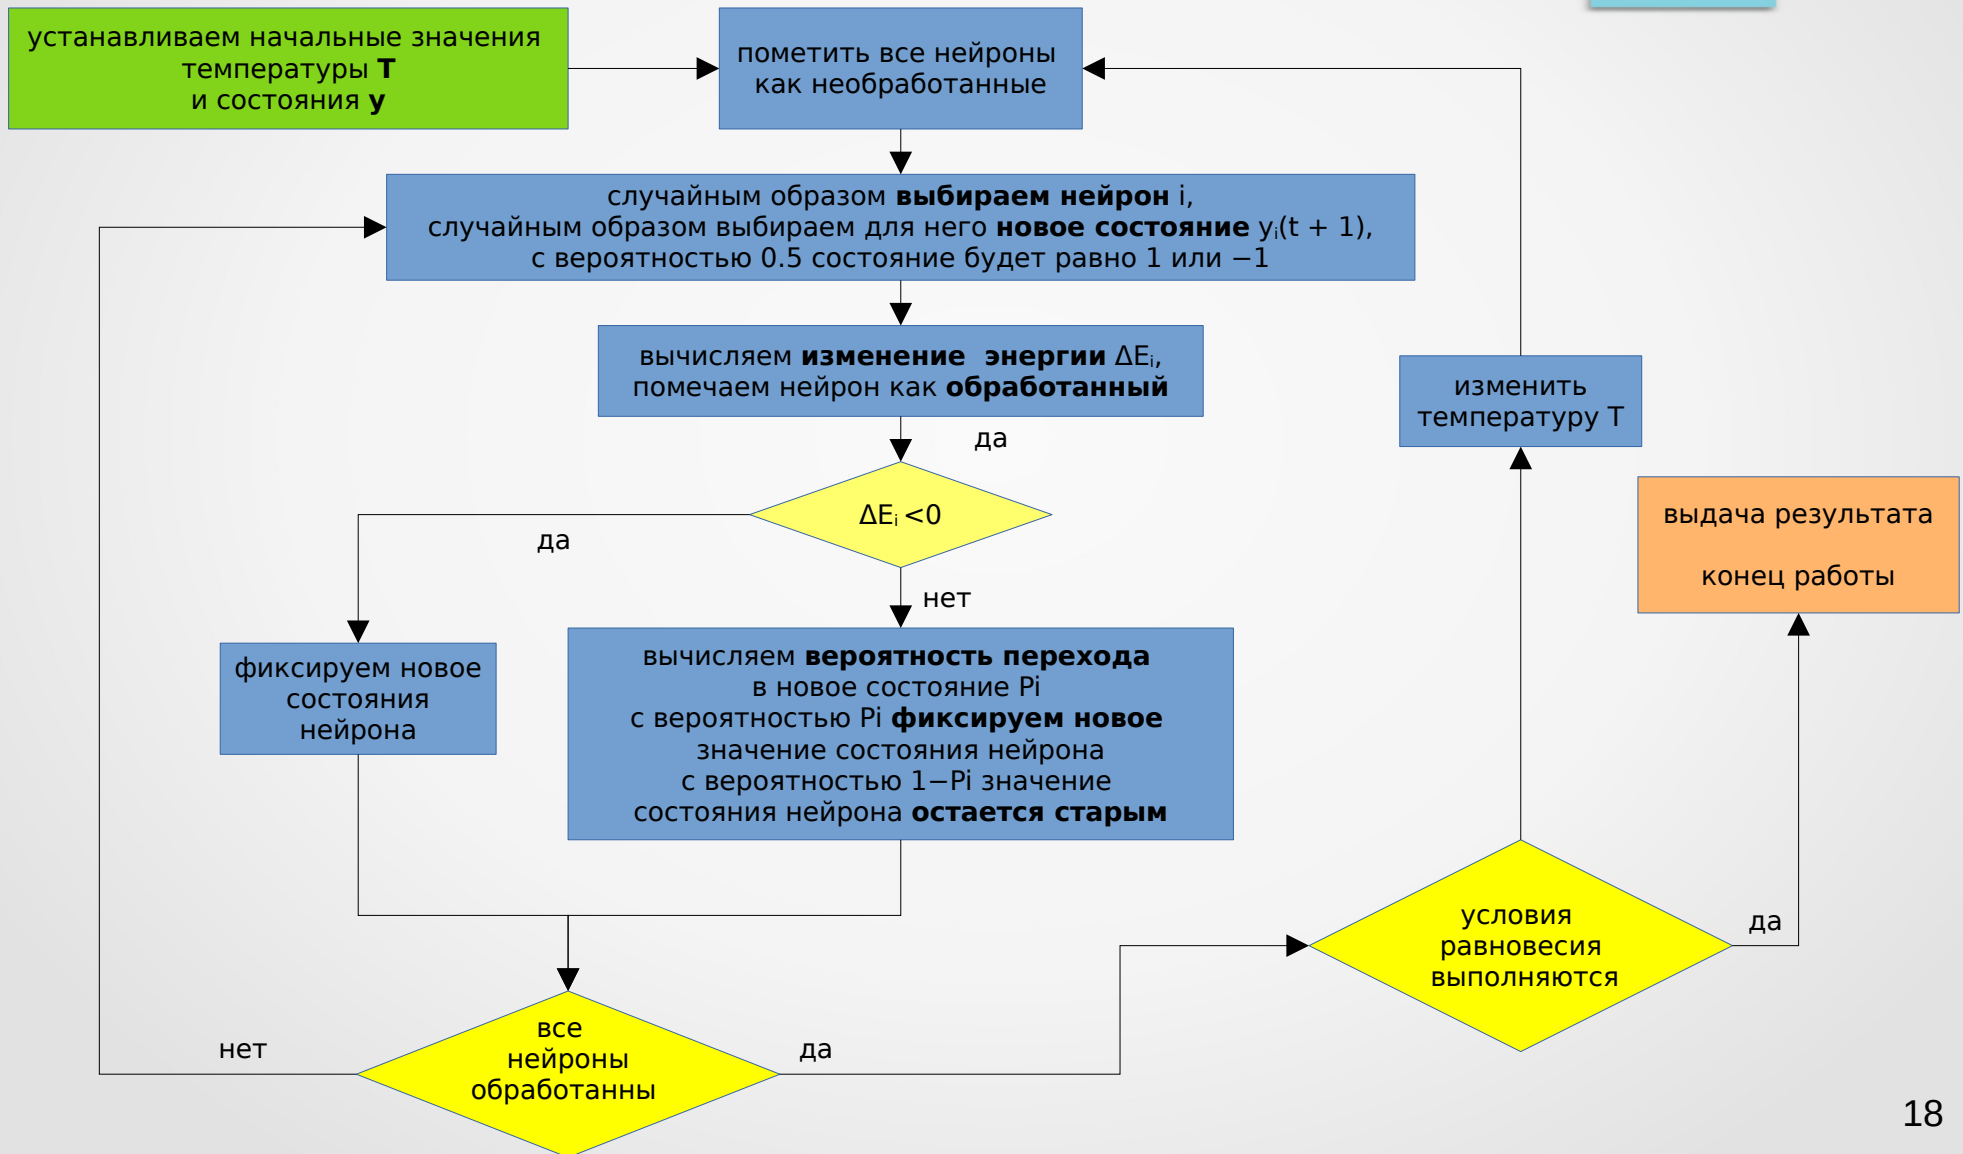 устанавливаем начальные значения
температуры T
и состояния y
пометить все нейроны
как необработанные
случайным образом выбираем нейрон i,
случайным образом выбираем для него новое состояние yᵢ(t + 1),
с вероятностью 0.5 состояние будет равно 1 или −1
вычисляем изменение  энергии ΔEᵢ,
помечаем нейрон как обработанный
да
ΔEᵢ <0
да
нет
фиксируем новое
состояния
нейрона
вычисляем вероятность перехода
в новое состояние Pi
с вероятностью Pi фиксируем новое
значение состояния нейрона
с вероятностью 1−Pi значение
состояния нейрона остается старым
все
нейроны
обработанны
нет
да
условия
равновесия
выполняются
да
изменить
температуру T
выдача результата
конец работы
18